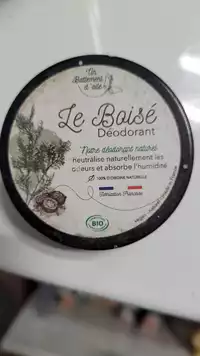 Un
Battement
d'aile
Le Boisé
Déodorant
Notre déodorant naturel
neutralise naturellement les
odeurs et absorbe l'humidité
100% D'ORIGINE NATURELLE
Fabrication Française
BIO